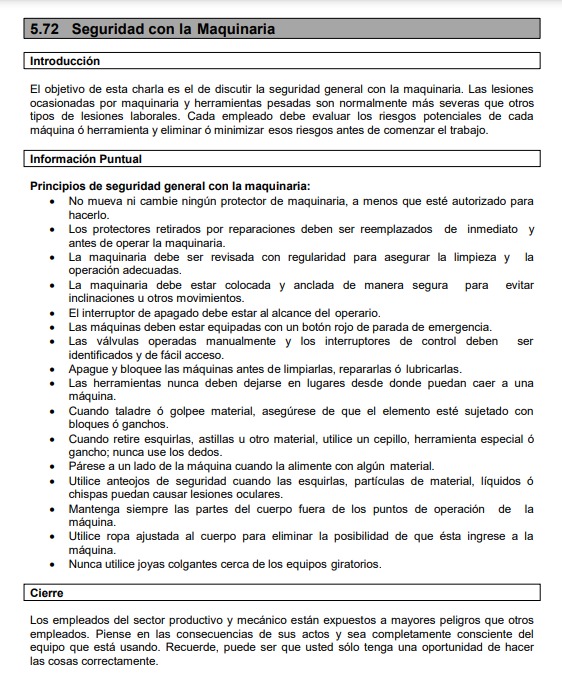 5.72 Seguridad con la Maquinaria
Introducción
El objetivo de esta charla es el de discutir la seguridad general con la maquinaria. Las lesiones
ocasionadas por maquinaria y herramientas pesadas son normalmente más severas que otros
tipos de lesiones laborales. Cada empleado debe evaluar los riesgos potenciales de cada
máquina ó herramienta y eliminar ó minimizar esos riesgos antes de comenzar el trabajo.
Información Puntual
Principios de seguridad general con la maquinaria:
• No mueva ni cambie ningún protector de maquinaria, a menos que esté autorizado para
hacerlo.
• Los protectores retirados por reparaciones deben ser reemplazados de inmediato y
antes de operar la maquinaria.
• La maquinaria debe ser revisada con regularidad para asegurar la limpieza y la
operación adecuadas.
• La maquinaria debe estar colocada y anclada de manera segura para evitar
inclinaciones u otros movimientos.
• El interruptor de apagado debe estar al alcance del operario.
• Las máquinas deben estar equipadas con un botón rojo de parada de emergencia.
• Las válvulas operadas manualmente y los interruptores de control deben ser
identificados y de fácil acceso.
• Apague y bloquee las máquinas antes de limpiarlas, repararlas ó lubricarlas.
• Las herramientas nunca deben dejarse en lugares desde donde puedan caer a una
máquina.
• Cuando taladre ó golpee material, asegúrese de que el elemento esté sujetado con
bloques ó ganchos.
• Cuando retire esquirlas, astillas u otro material, utilice un cepillo, herramienta especial ó
gancho; nunca use los dedos.
• Párese a un lado de la máquina cuando la alimente con algún material.
• Utilice anteojos de seguridad cuando las esquirlas, partículas de material, líquidos ó
chispas puedan causar lesiones oculares.
• Mantenga siempre las partes del cuerpo fuera de los puntos de operación de la
máquina.
• Utilice ropa ajustada al cuerpo para eliminar la posibilidad de que ésta ingrese a la
máquina.
• Nunca utilice joyas colgantes cerca de los equipos giratorios.
Cierre
Los empleados del sector productivo y mecánico están expuestos a mayores peligros que otros
empleados. Piense en las consecuencias de sus actos y sea completamente consciente del
equipo que está usando. Recuerde, puede ser que usted sólo tenga una oportunidad de hacer
las cosas correctamente.